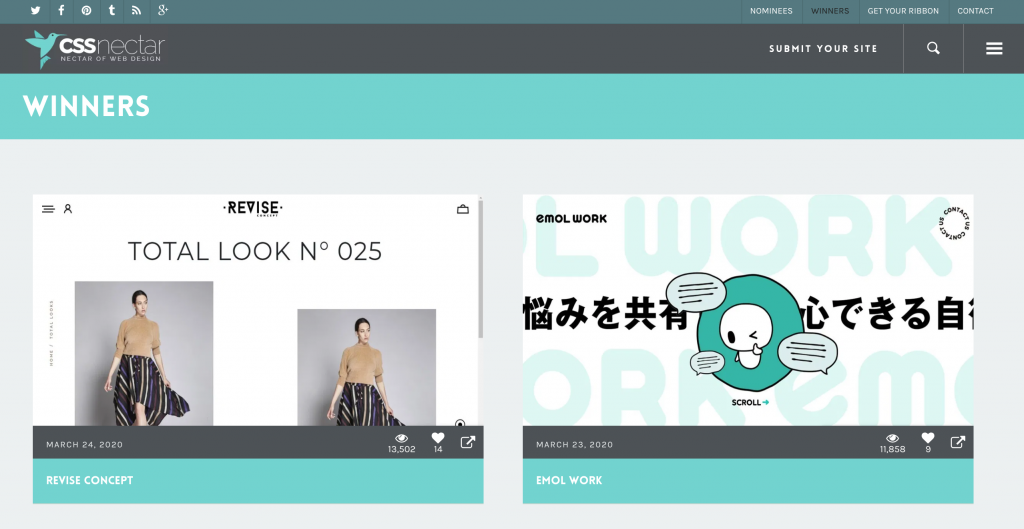 NOMINEES
WINNERS
GET YOUR RIBBON
CONTACT
CSSnectar
NECTAR OF WEB DESIGN
SUBMIT YOUR SITE
WINNERS
·REVISE·
CONCEPT
TOTAL LOOK Nº 025
HOME / TOTAL LOOKS
MARCH 24, 2020
13,502
14
REVISE CONCEPT
OL WORK
emol work
CONTACT US CONTACT US
悩みを共有
心できる自
WORK emo
SCROLL→
MARCH 23, 2020
11,858
9
EMOL WORK